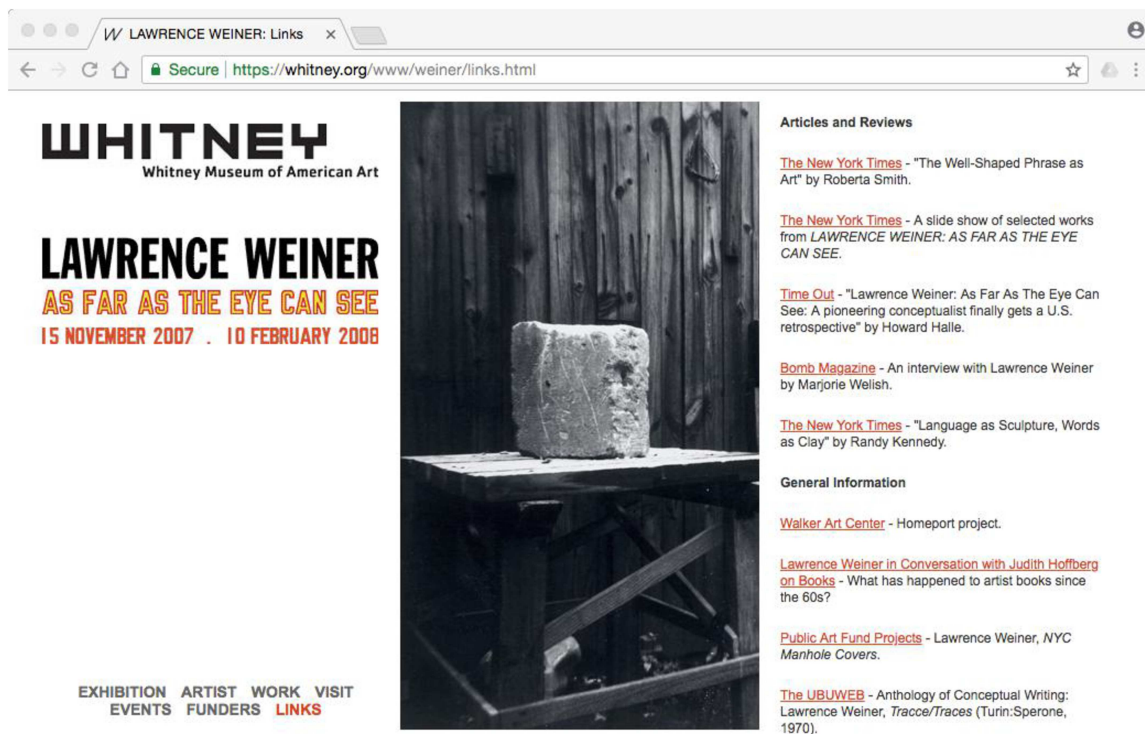 LAWRENCE WEINER: Links
Secure | https://whitney.org/www/weiner/links.html
WHITNEY
Whitney Museum of American Art
LAWRENCE WEINER
AS FAR AS THE EYE CAN SEE
15 NOVEMBER 2007 . 10 FEBRUARY 2008
EXHIBITION ARTIST WORK VISIT
EVENTS FUNDERS LINKS
Articles and Reviews
The New York Times - "The Well-Shaped Phrase as
Art" by Roberta Smith.
The New York Times - A slide show of selected works
from LAWRENCE WEINER: AS FAR AS THE EYE
CAN SEE.
Time Out - "Lawrence Weiner: As Far As The Eye Can
See: A pioneering conceptualist finally gets a U.S.
retrospective" by Howard Halle.
Bomb Magazine - An interview with Lawrence Weiner
by Marjorie Welish.
The New York Times - "Language as Sculpture, Words
as Clay" by Randy Kennedy.
General Information
Walker Art Center - Homeport project.
Lawrence Weiner in Conversation with Judith Hoffberg
on Books - What has happened to artist books since
the 60s?
Public Art Fund Projects - Lawrence Weiner, NYC
Manhole Covers.
The UBUWEB - Anthology of Conceptual Writing:
Lawrence Weiner, Tracce/Traces (Turin:Sperone,
1970).